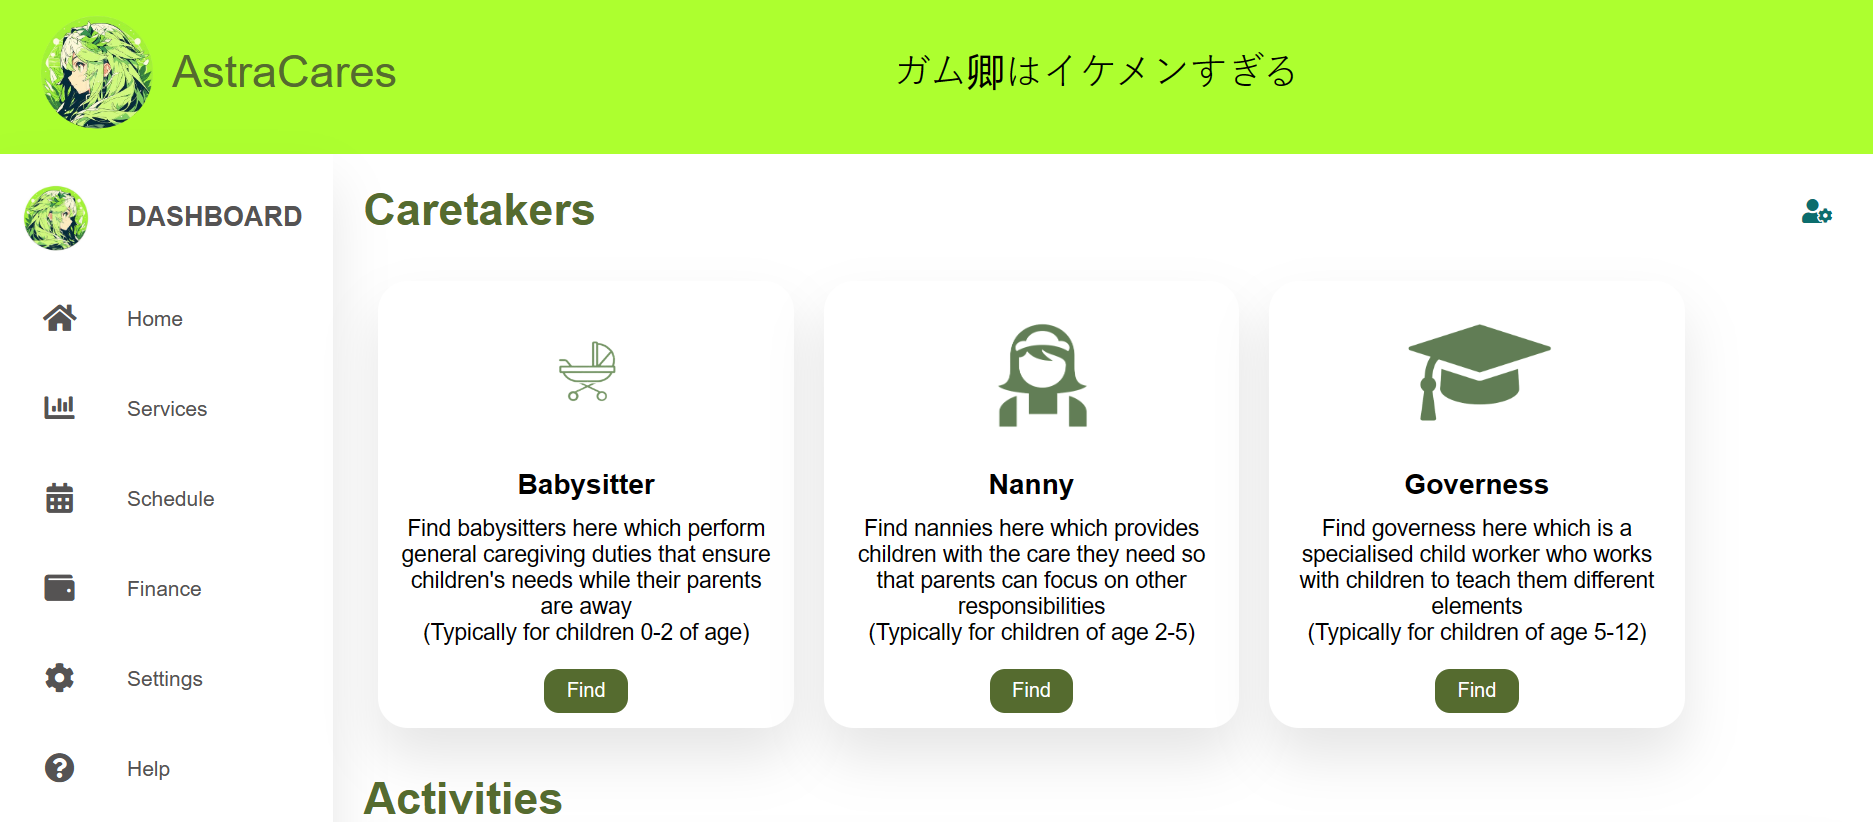 AstraCares
ガム卿はイケメンすぎる
DASHBOARD
Home
Services
Schedule
Finance
Settings
Help
Caretakers
Babysitter
Find babysitters here which perform
general caregiving duties that ensure
children's needs while their parents
are away
(Typically for children 0-2 of age)
Find
Nanny
Find nannies here which provides
children with the care they need so
that parents can focus on other
responsibilities
(Typically for children of age 2-5)
Find
Governess
Find governess here which is a
specialised child worker who works
with children to teach them different
elements
(Typically for children of age 5-12)
Find
Activities